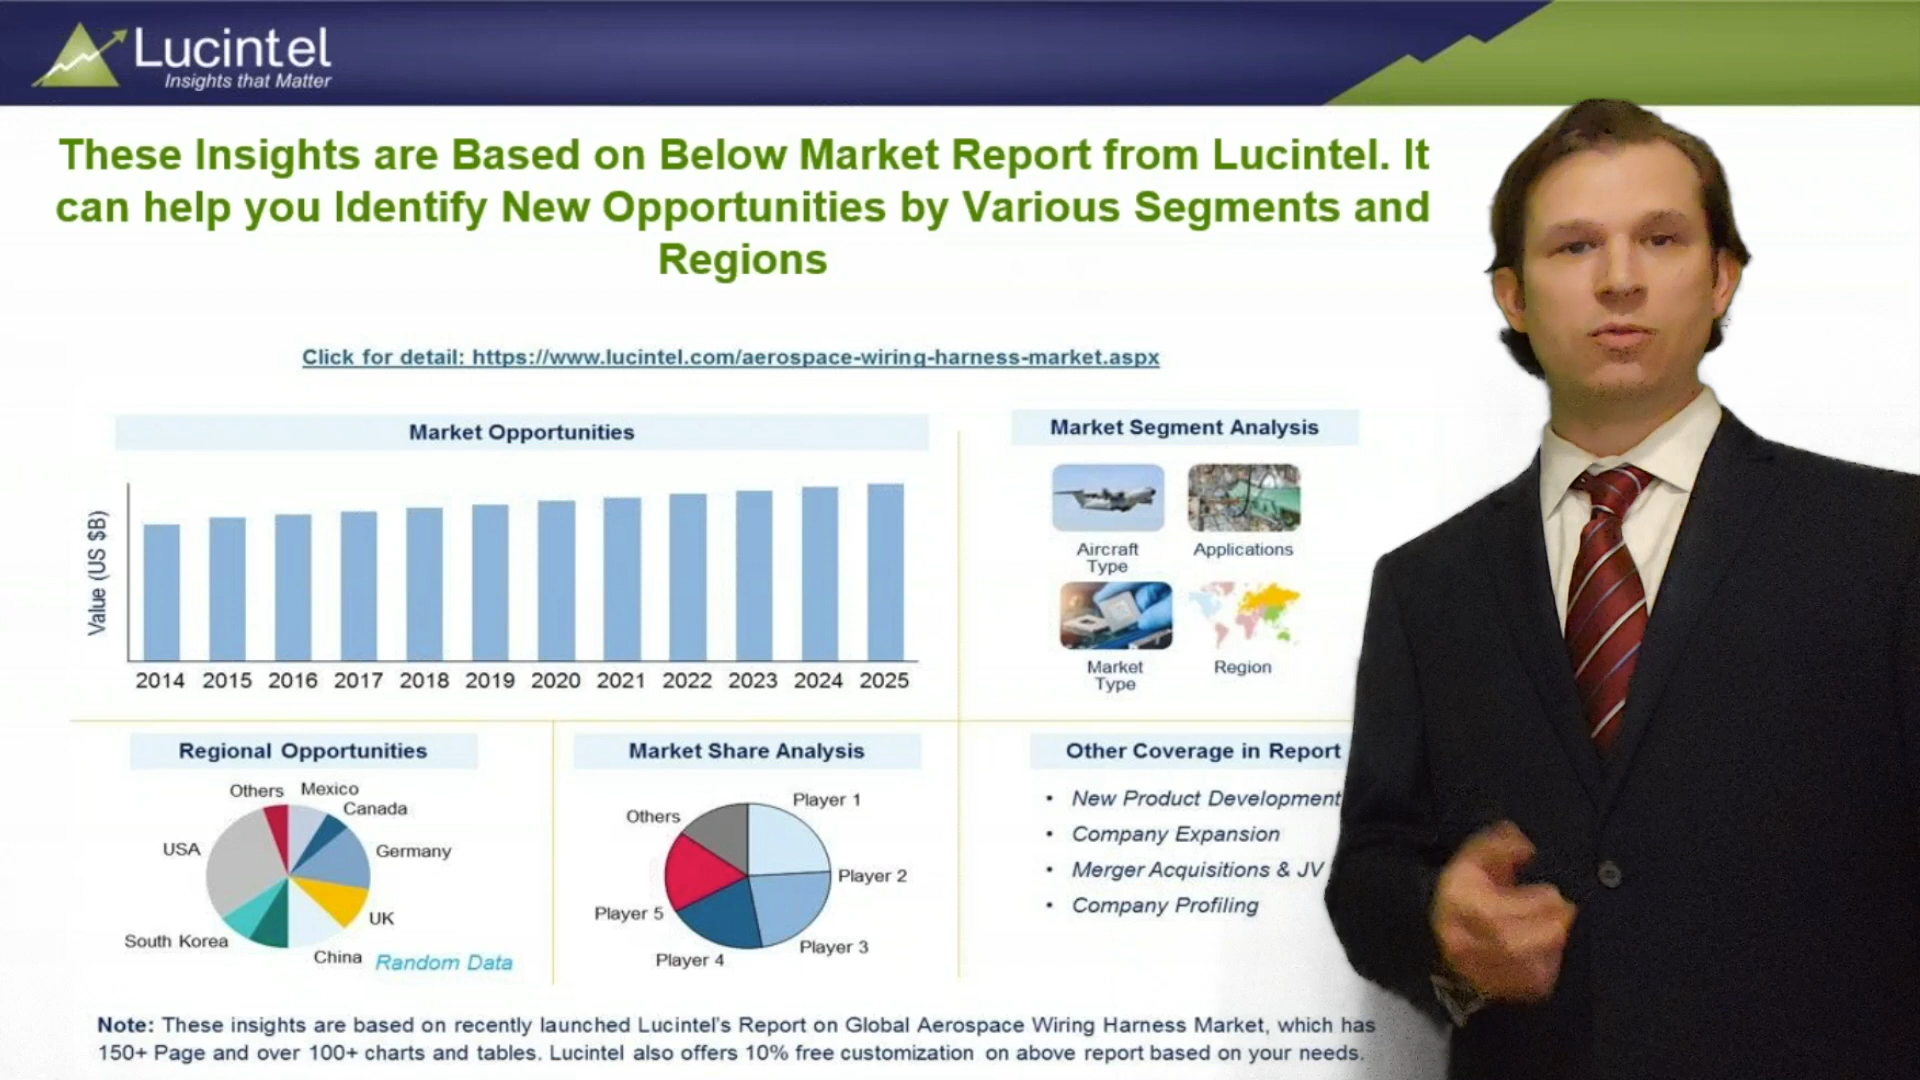 Lucintel
Insights that Matter
These Insights are Based on Below Market Report from Lucintel. It
can help you Identify New Opportunities by Various Segments and
Regions
Click for detail: https://www.lucintel.com/aerospace-wiring-harness-market.aspx
Market Opportunities
Value (US $B)
2014 2015 2016 2017 2018 2019 2020 2021 2022 2023 2024 2025
Market Segment Analysis
Aircraft
Type
Applications
Market
Type
Region
Regional Opportunities
Others
Mexico
Canada
USA
Germany
UK
South Korea
China
Random Data
Market Share Analysis
Player 1
Others
Player 2
Player 5
Player 3
Player 4
Other Coverage in Report
• New Product Development
• Company Expansion
• Merger Acquisitions & JV
• Company Profiling
Note: These insights are based on recently launched Lucintel's Report on Global Aerospace Wiring Harness Market, which has
150+ Page and over 100+ charts and tables. Lucintel also offers 10% free customization on above report based on your needs.